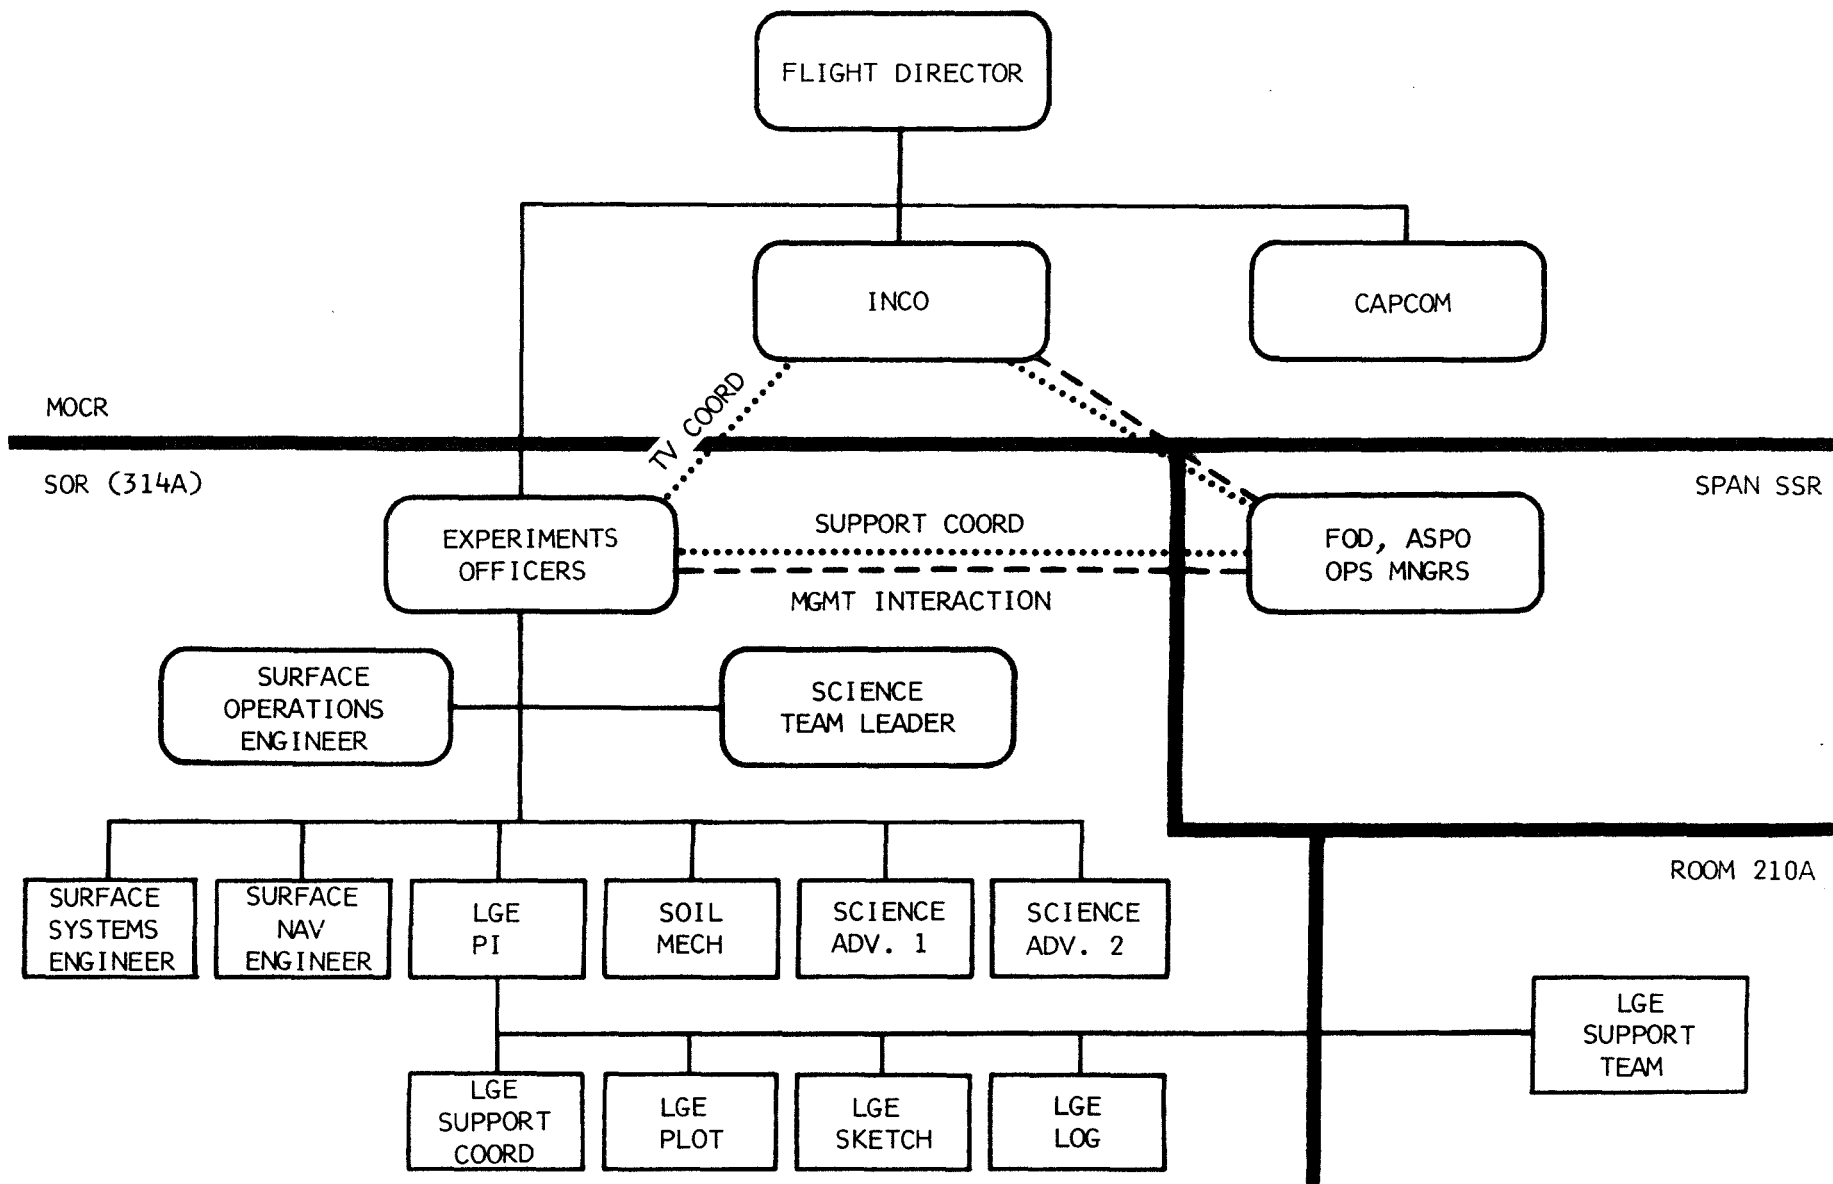 FLIGHT DIRECTOR
INCO
CAPCOM
MOCR
TV COORD
SOR (314A)
SPAN SSR
EXPERIMENTS
OFFICERS
SUPPORT COORD
MGMT INTERACTION
FOD, ASPO
OPS MNGRS
SURFACE
OPERATIONS
ENGINEER
SCIENCE
TEAM LEADER
ROOM 210A
SURFACE
SYSTEMS
ENGINEER
SURFACE
NAV
ENGINEER
LGE
PI
SOIL
MECH
SCIENCE
ADV. 1
SCIENCE
ADV. 2
LGE
SUPPORT
TEAM
LGE
SUPPORT
COORD
LGE
PLOT
LGE
SKETCH
LGE
LOG